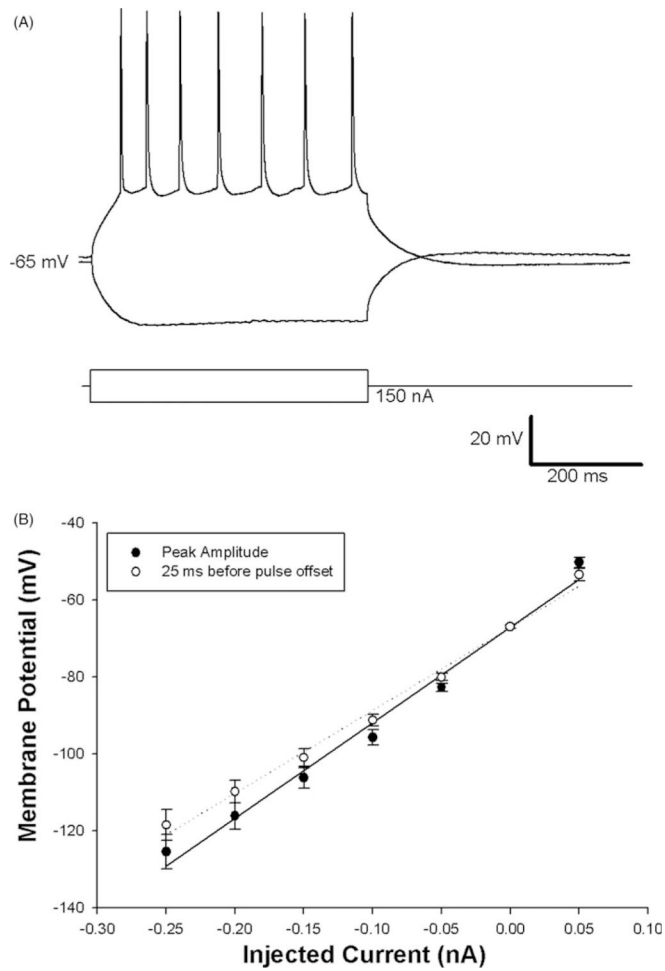 (A)
-65 mV
150 nA
20 mV
200 ms
(B)
-40
-60
-80
-100
-120
-140
Membrane Potential (mV)
Peak Amplitude
25 ms before pulse offset
-0.30
-0.25
-0.20
-0.15
-0.10
-0.05
0.00
0.05
0.10
Injected Current (nA)